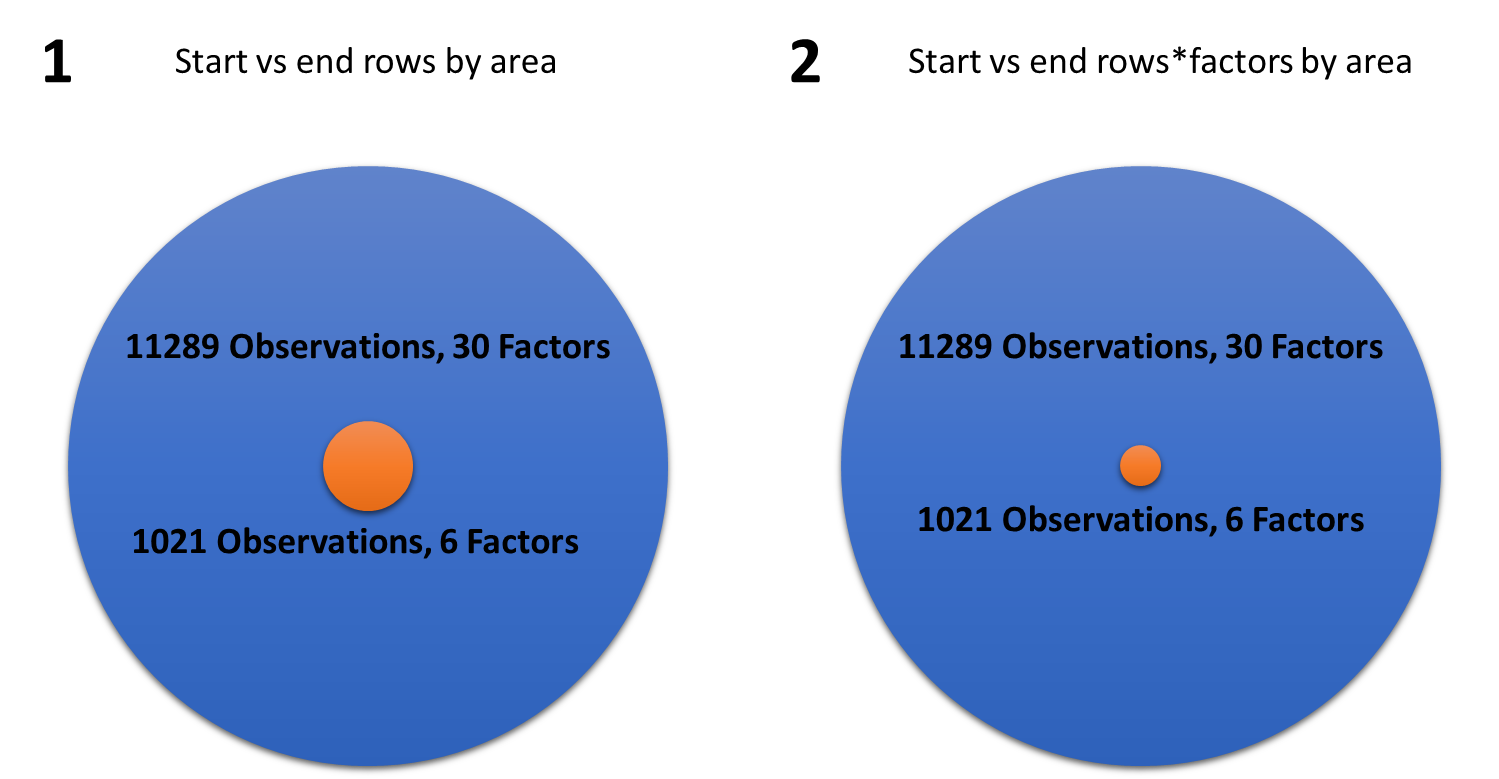 1
Start vs end rows by area
11289 Observations, 30 Factors
1021 Observations, 6 Factors
2
Start vs end rows*factors by area
11289 Observations, 30 Factors
1021 Observations, 6 Factors